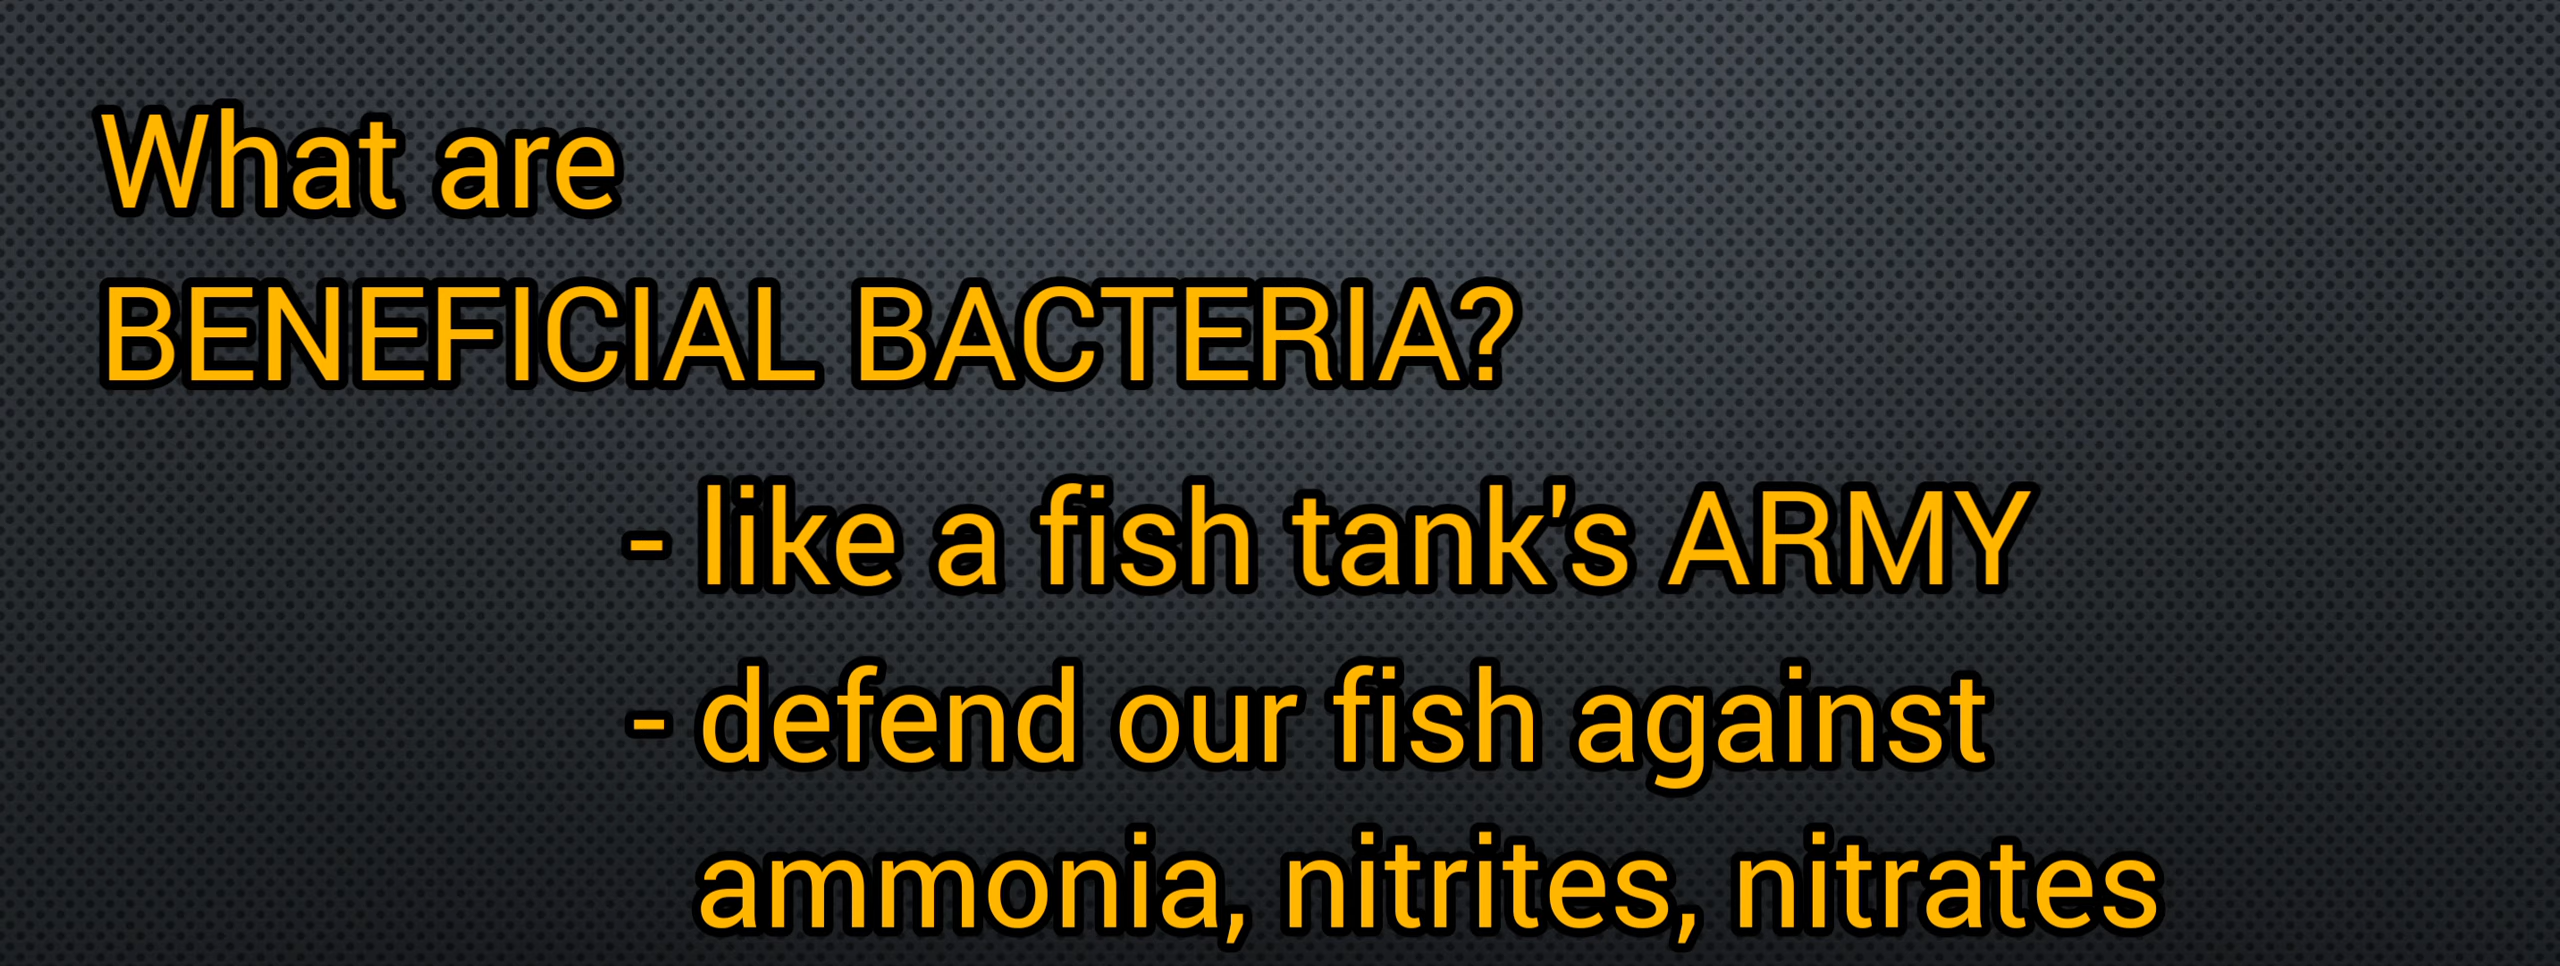 What are
BENEFICIAL BACTERIA?
- like a fish tank's ARMY
- defend our fish against
ammonia, nitrites, nitrates